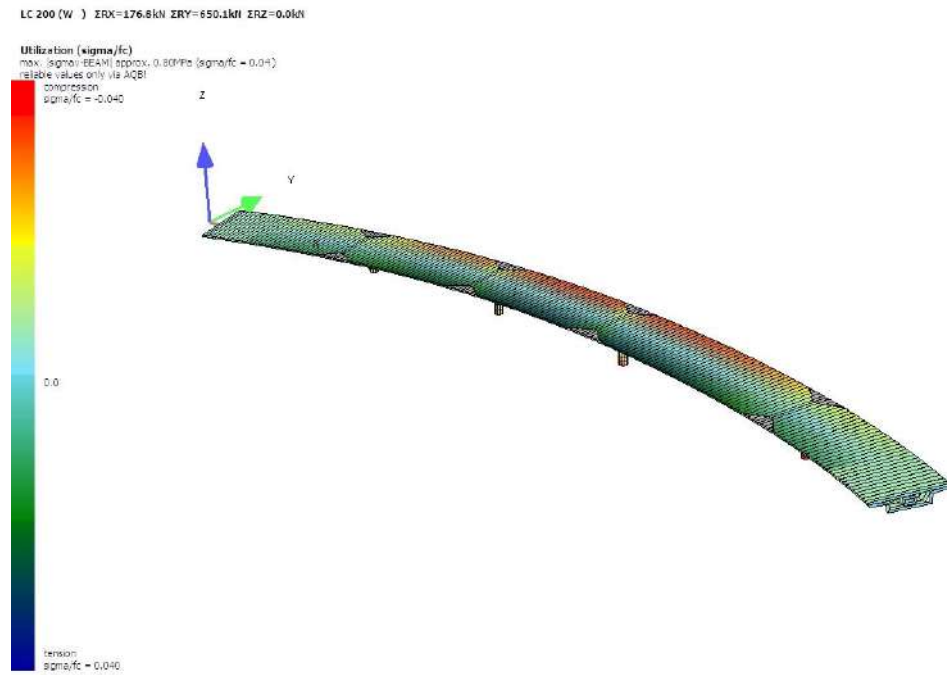 LC 200 (W ) ΣRX=176.8kN ΣRY=650.1kN ΣRZ=0.0kN
Utilization (sigma/fc)
max. |sigmav-BEAM| approx. 0.80MPa (sigma/fc = 0.04)
reliable values only via AQB!
compression
sigma/fc = -0.040
Z
Y
X
0.0
tension
sigma/fc = 0.040